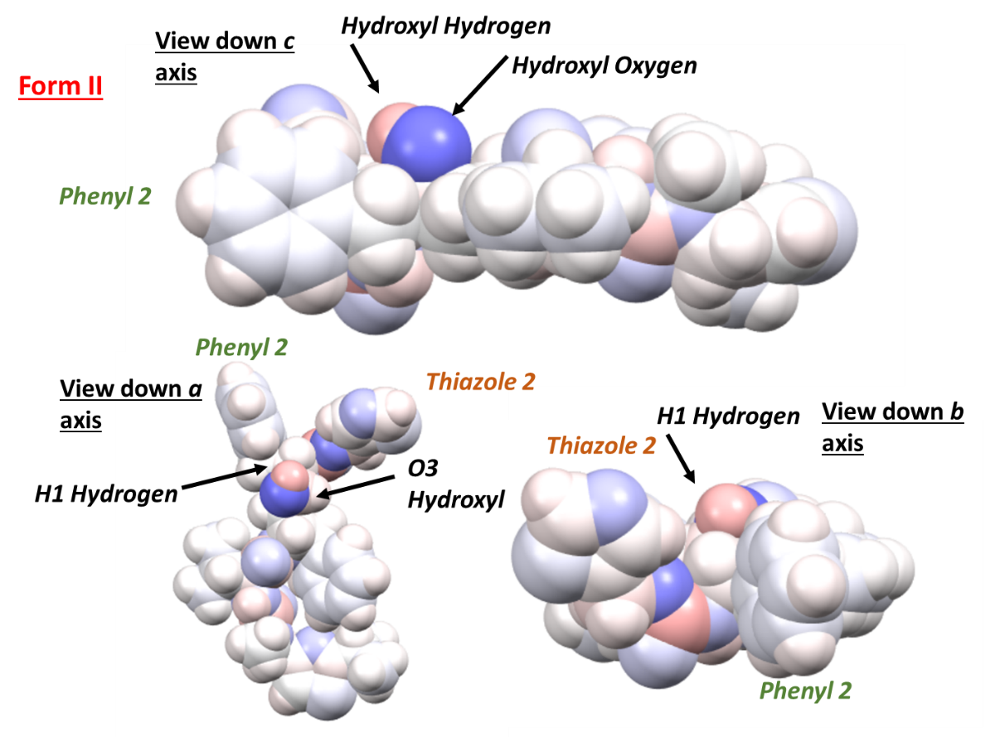 Hydroxyl Hydrogen
View down c
axis
Hydroxyl Oxygen
Form II
Phenyl 2
Phenyl 2
View down a
axis
Thiazole 2
H1 Hydrogen
View down b
axis
Thiazole 2
O3
Hydroxyl
H1 Hydrogen
Phenyl 2